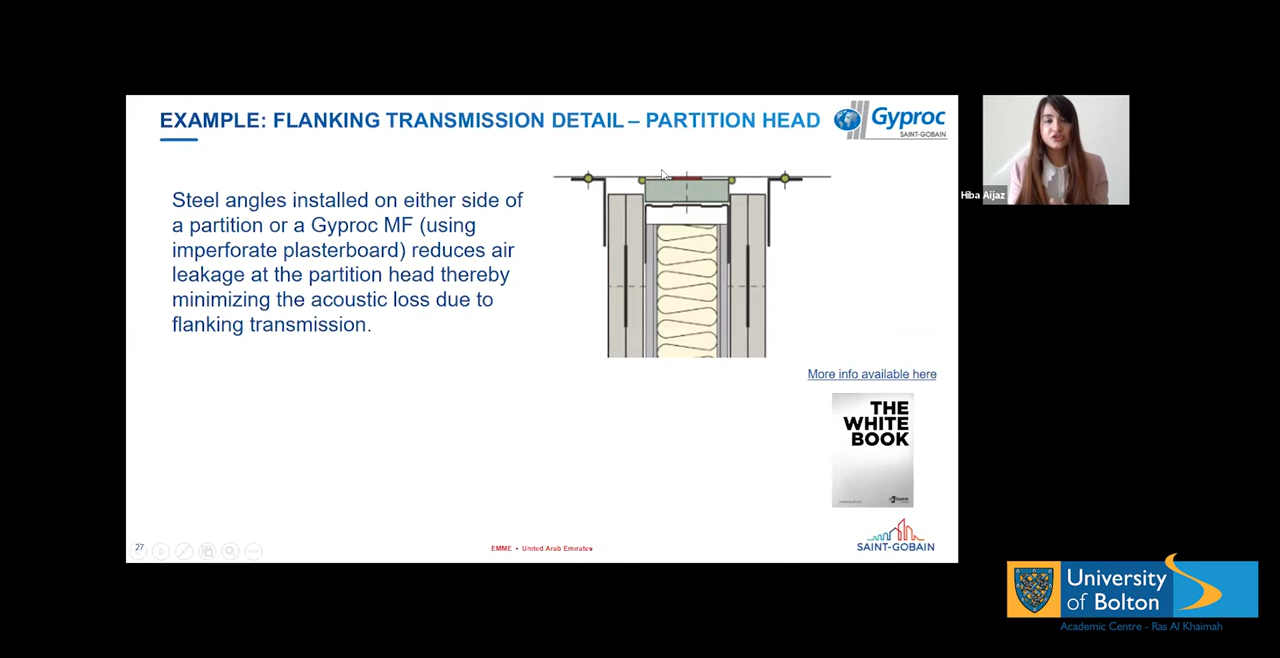 EXAMPLE: FLANKING TRANSMISSION DETAIL – PARTITION HEAD
Gyproc
SAINT-GOBAIN
Steel angles installed on either side of
a partition or a Gyproc MF (using
imperforate plasterboard) reduces air
leakage at the partition head thereby
minimizing the acoustic loss due to
flanking transmission.
Hiba Aijaz
More info available here
THE
WHITE
BOOK
Gyproc
27
EMME • United Arab Emirates
SAINT-GOBAIN
University
of Bolton
Academic Centre - Ras Al Khaimah